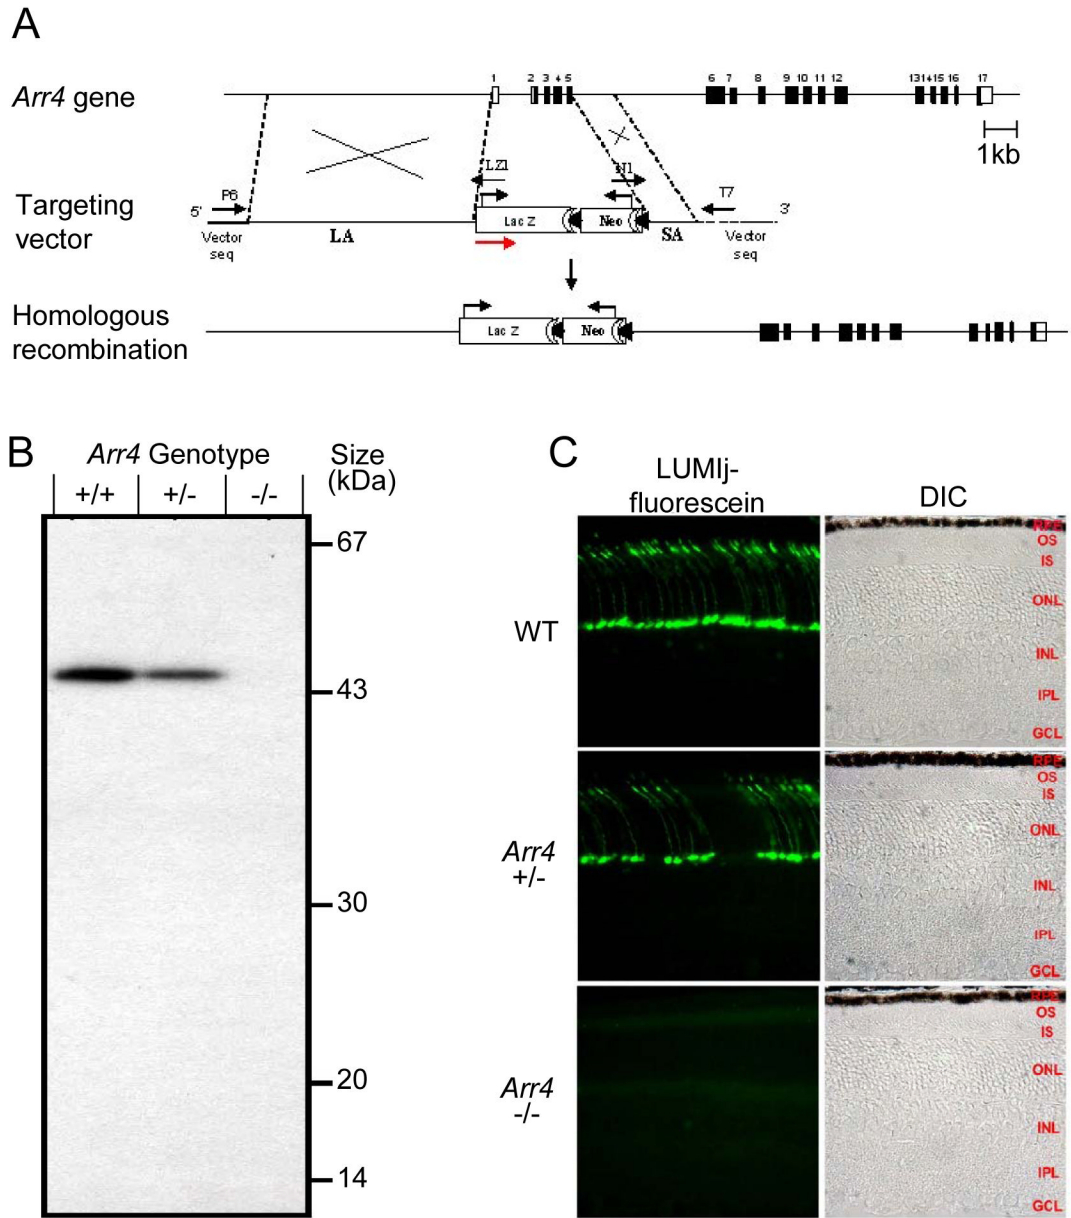 A
Arr4 gene
1 2 3 4 5 6 7 8 9 10 11 12 13 14 15 16 17
1kb
Targeting
vector
5'
P6
LZ1
N1
T7
3'
Vector
seq
LA
Lac Z
Neo
SA
Vector
seq
Homologous
recombination
Lac Z
Neo
B
Arr4 Genotype
+/+ +/- -/-
Size
(kDa)
67
43
30
20
14
C
LUMIj-
fluorescein
DIC
WT
RPE
OS
IS
ONL
INL
IPL
GCL
Arr4
+/-
RPE
OS
IS
ONL
INL
IPL
GCL
Arr4
-/-
RPE
OS
IS
ONL
INL
IPL
GCL